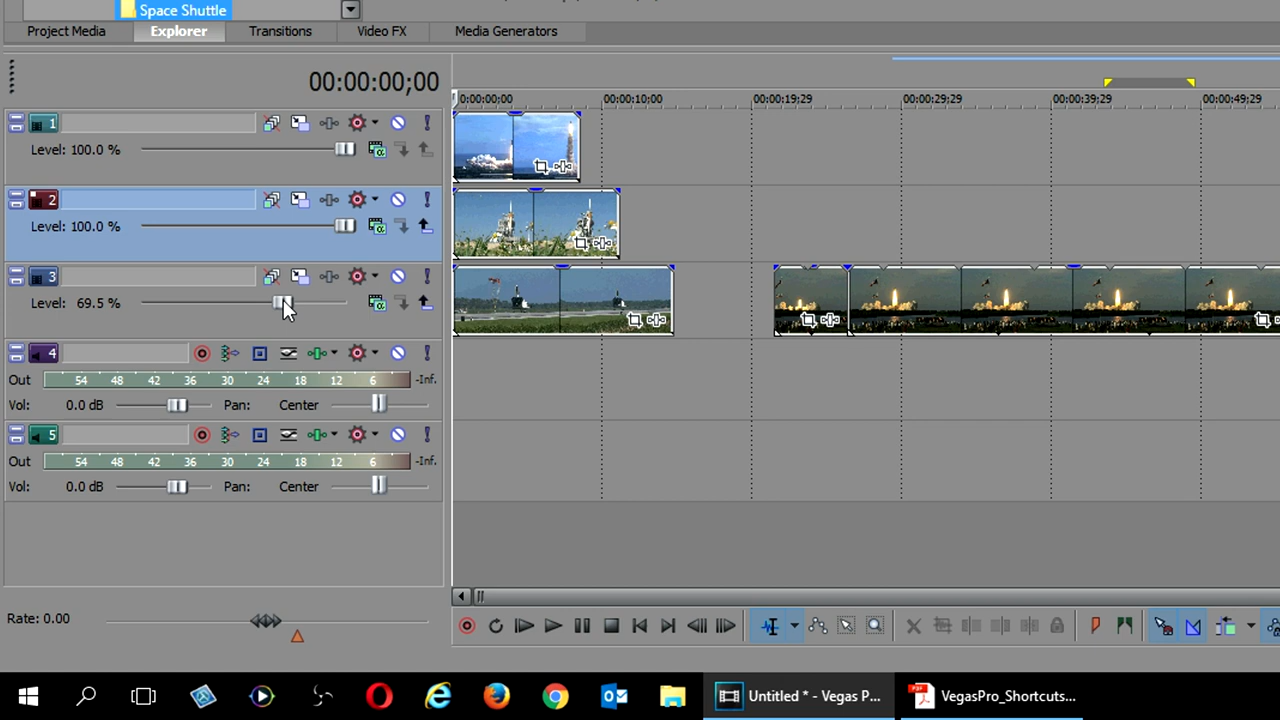 Space Shuttle
Project Media Explorer Transitions Video FX Media Generators
00:00:00;00
0:00:00;00 00:00:10;00 00:00:19;29 00:00:29;29 00:00:39;29 00:00:49;29
1
Level: 100.0 %
2
Level: 100.0 %
3
Level: 69.5 %
4
Out 54 48 42 36 30 24 18 12 6 -Inf.
Vol: 0.0 dB Pan: Center
5
Out 54 48 42 36 30 24 18 12 6 -Inf.
Vol: 0.0 dB Pan: Center
Rate: 0.00
Untitled * - Vegas P... VegasPro_Shortcuts...